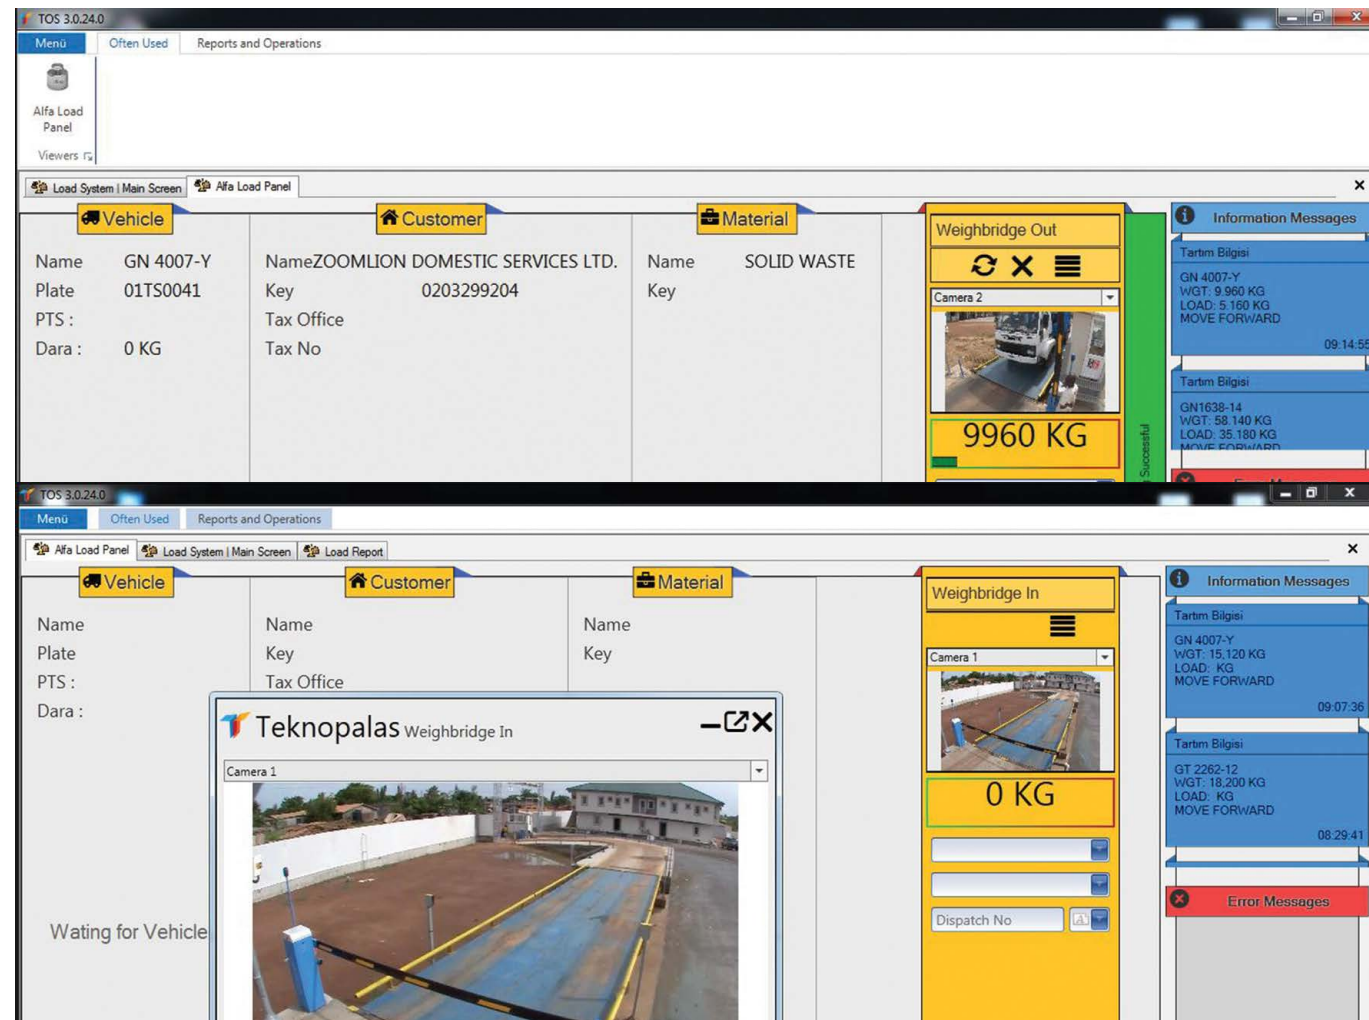 TOS 3.0.24.0
Menü Often Used Reports and Operations
Alfa Load
Panel
Viewers
Load System | Main Screen Alfa Load Panel
Vehicle
Name GN 4007-Y
Plate 01TS0041
PTS :
Dara : 0 KG
Customer
NameZOOMLION DOMESTIC SERVICES LTD.
Key 0203299204
Tax Office
Tax No
Material
Name SOLID WASTE
Key
Weighbridge Out
Camera 2
9960 KG
Successful
Information Messages
Tartım Bilgisi
GN 4007-Y
WGT: 9.960 KG
LOAD: 5.160 KG
MOVE FORWARD
09:14:55
Tartım Bilgisi
GN1638-14
WGT: 58.140 KG
LOAD: 35.180 KG
MOVE FORWARD
TOS 3.0.24.0
Menü Often Used Reports and Operations
Alfa Load Panel Load System | Main Screen Load Report
Vehicle
Name
Plate
PTS :
Dara :
Wating for Vehicle
Customer
Name
Key
Tax Office
Material
Name
Key
Teknopalas Weighbridge In
Camera 1
Weighbridge In
Camera 1
0 KG
Dispatch No
Information Messages
Tartım Bilgisi
GN 4007-Y
WGT: 15,120 KG
LOAD: KG
MOVE FORWARD
09:07:36
Tartım Bilgisi
GT 2262-12
WGT: 18,200 KG
LOAD: KG
MOVE FORWARD
08:29:41
Error Messages